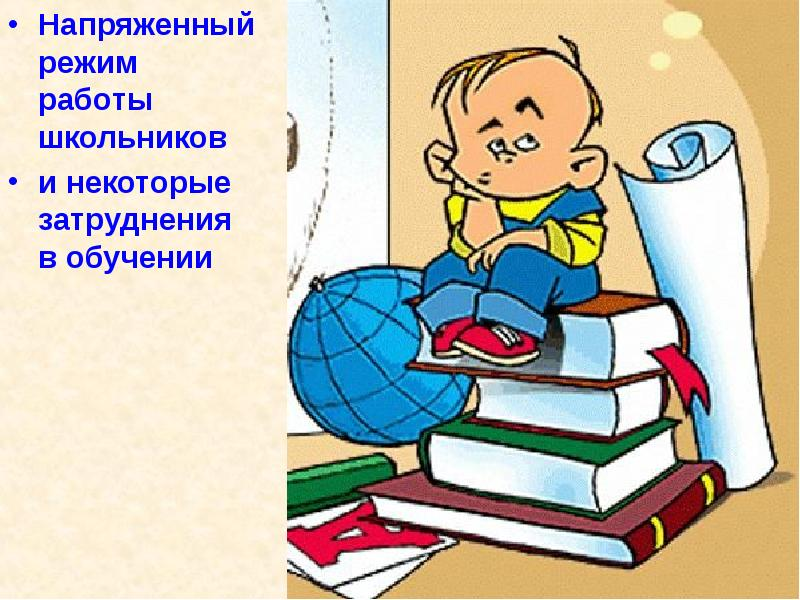 • Напряженный
режим
работы
школьников
• и некоторые
затруднения
в обучении
А